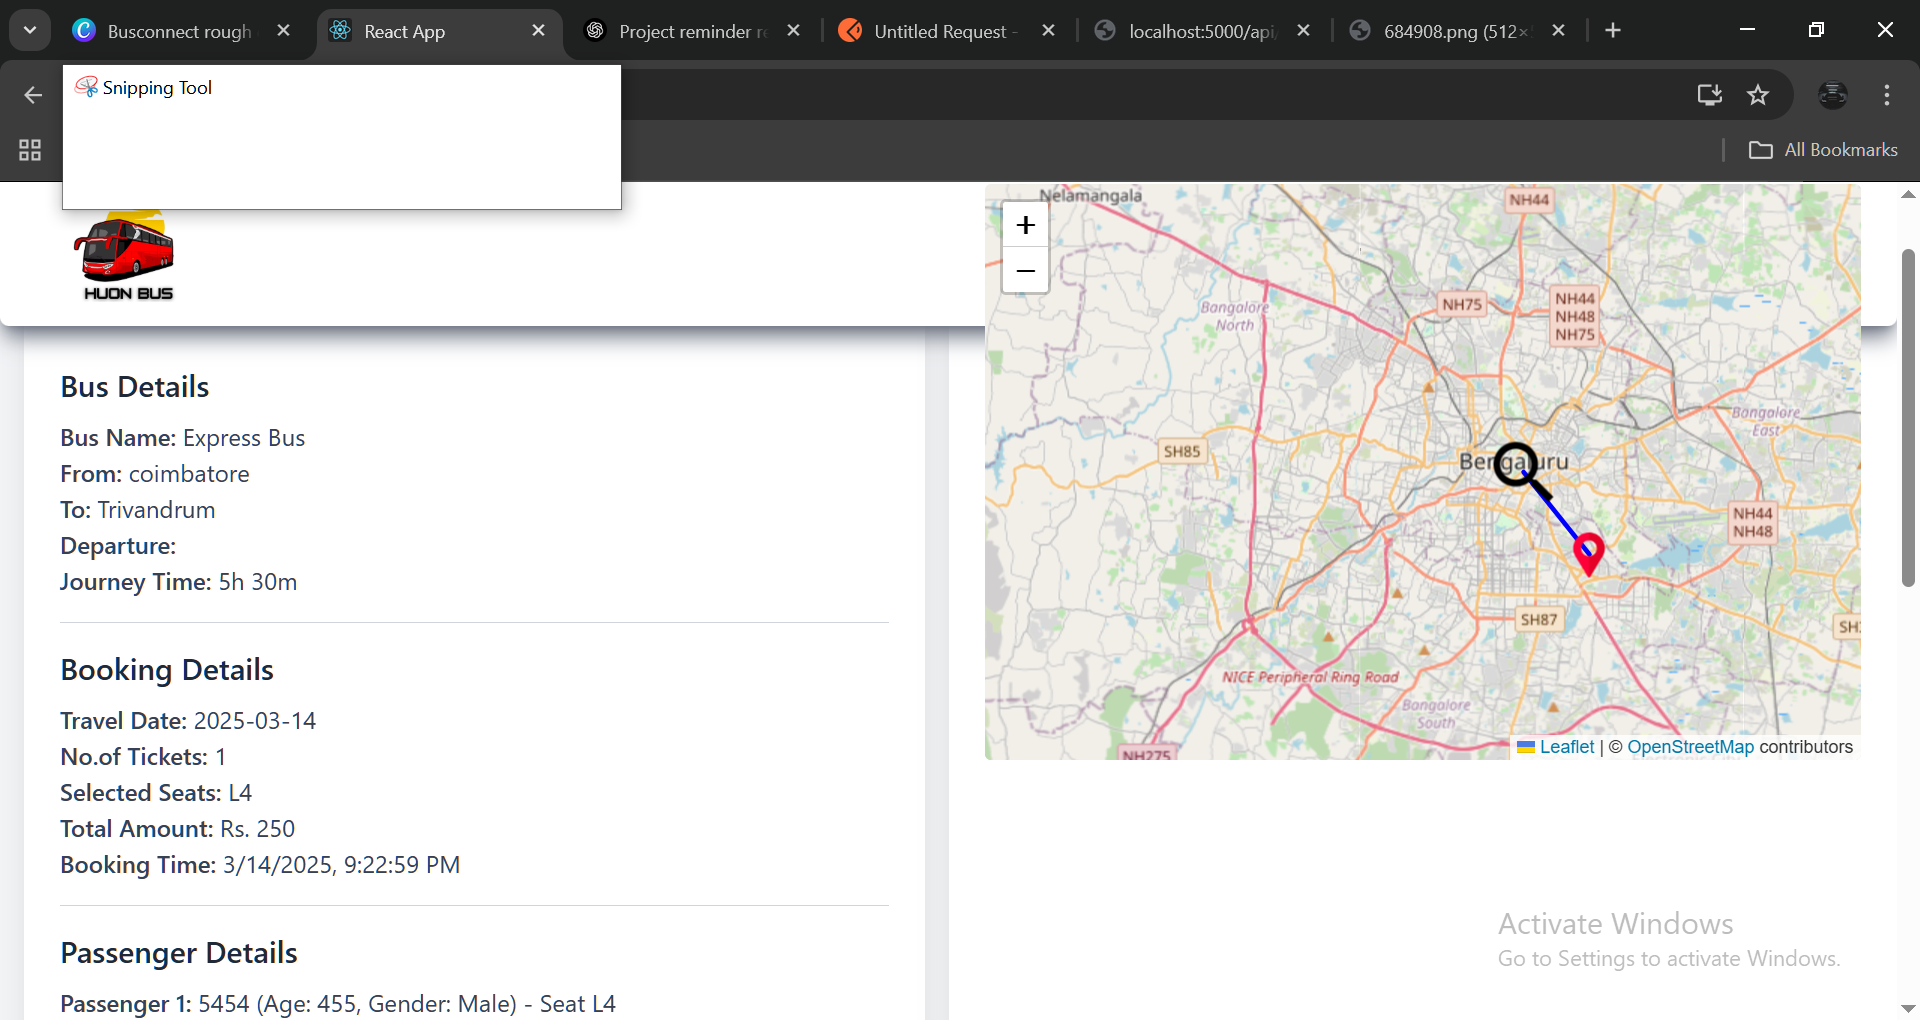 Busconnect rough
React App
Project reminder re
Untitled Request -
localhost:5000/api/
684908.png (512×5
Snipping Tool
All Bookmarks
HUON BUS
Bus Details
Bus Name: Express Bus
From: coimbatore
To: Trivandrum
Departure:
Journey Time: 5h 30m
Booking Details
Travel Date: 2025-03-14
No.of Tickets: 1
Selected Seats: L4
Total Amount: Rs. 250
Booking Time: 3/14/2025, 9:22:59 PM
Passenger Details
Passenger 1: 5454 (Age: 455, Gender: Male) - Seat L4
+
−
Nelamangala
NH44
Bangalore
North
NH75
NH44
NH48
NH75
Bangalore
East
SH85
Bengaluru
NH44
NH48
SH87
SH
NICE Peripheral Ring Road
Bangalore
South
NH275
Leaflet | © OpenStreetMap contributors
Activate Windows
Go to Settings to activate Windows.